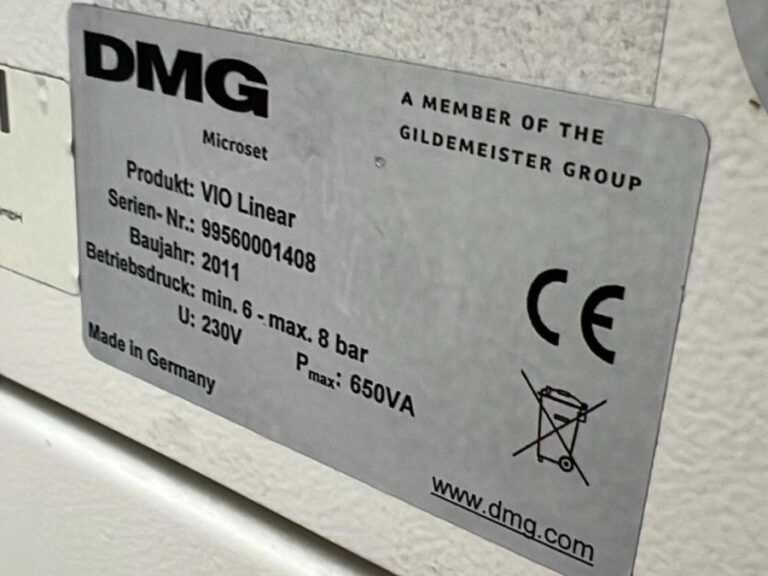 DMG
A MEMBER OF THE
GILDEMEISTER GROUP
Microset
Produkt: VIO Linear
Serien- Nr.: 99560001408
Baujahr: 2011
Betriebsdruck: min. 6 - max. 8 bar
U: 230V Pmax: 650VA
Made in Germany
CE
www.dmg.com